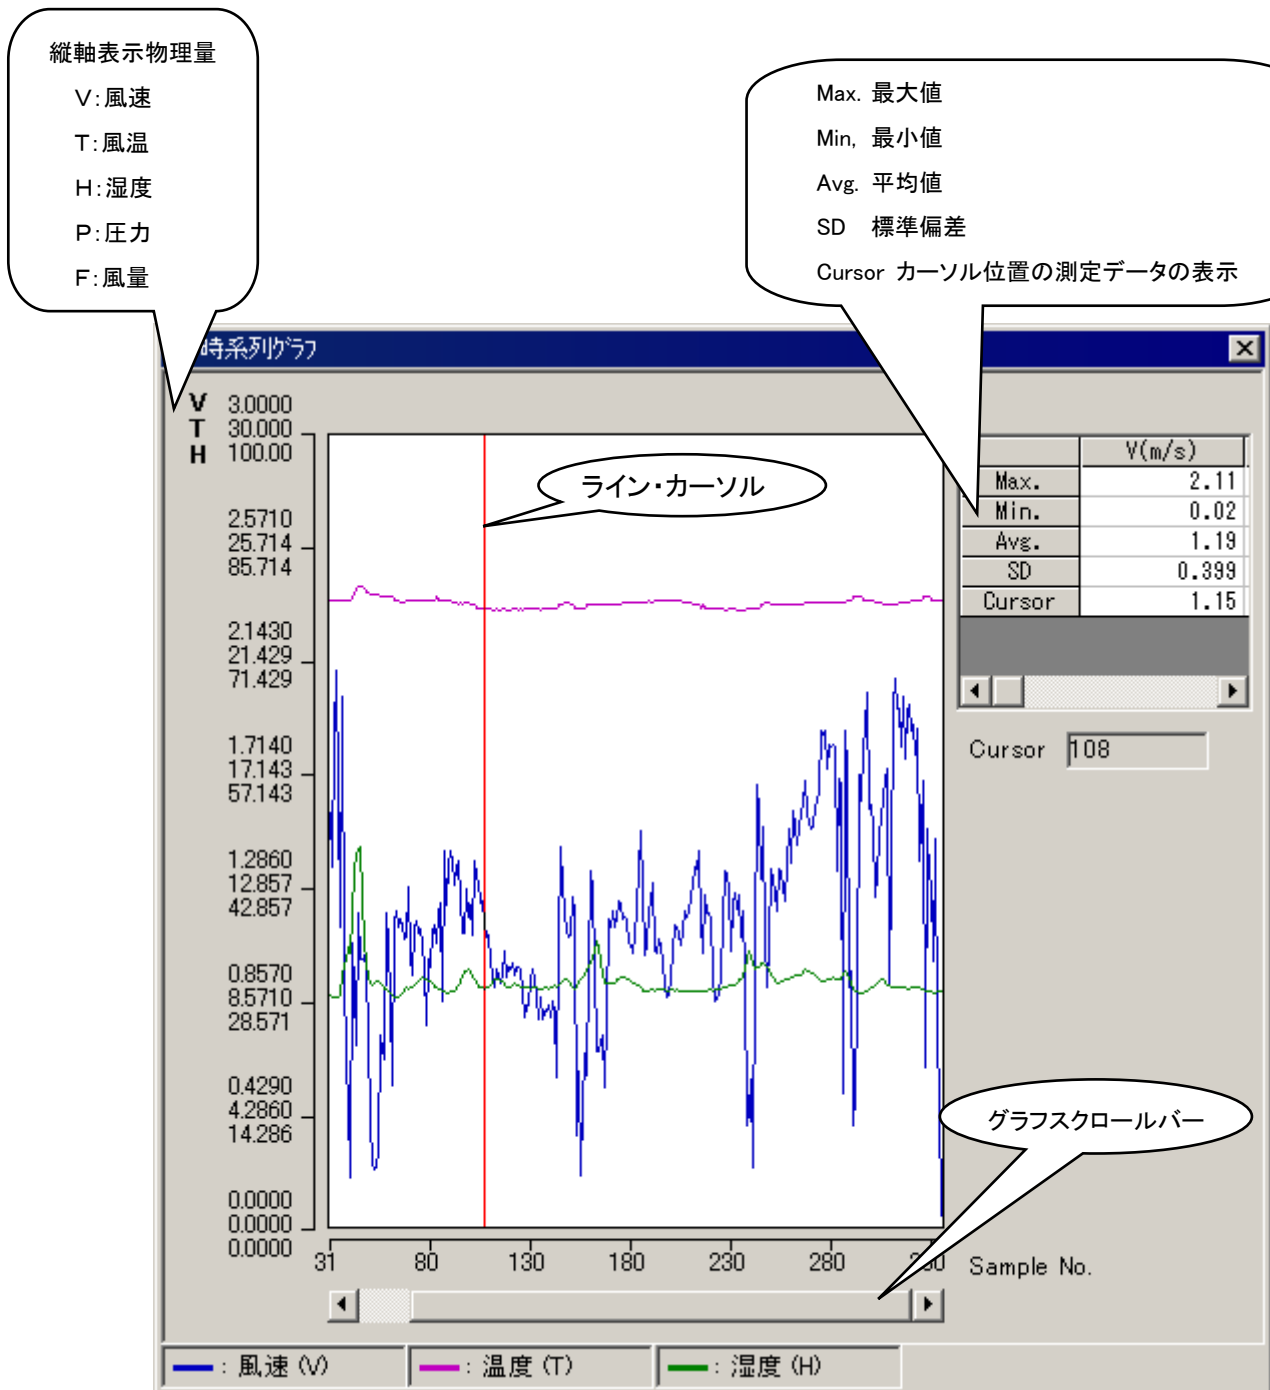 縦軸表示物理量
V:風速
T:風温
H:湿度
P:圧力
F:風量
Max. 最大値
Min, 最小値
Avg. 平均値
SD 標準偏差
Cursor カーソル位置の測定データの表示
時系列グラフ
V 3.0000
T 30.000
H 100.00
2.5710
25.714
85.714
2.1430
21.429
71.429
1.7140
17.143
57.143
1.2860
12.857
42.857
0.8570
8.5710
28.571
0.4290
4.2860
14.286
0.0000
0.0000
0.0000
ライン・カーソル
V(m/s)
Max. 2.11
Min. 0.02
Avg. 1.19
SD 0.399
Cursor 1.15
Cursor 108
グラフスクロールバー
31 80 130 180 230 280
Sample No.
: 風速 (V) : 温度 (T) : 湿度 (H)